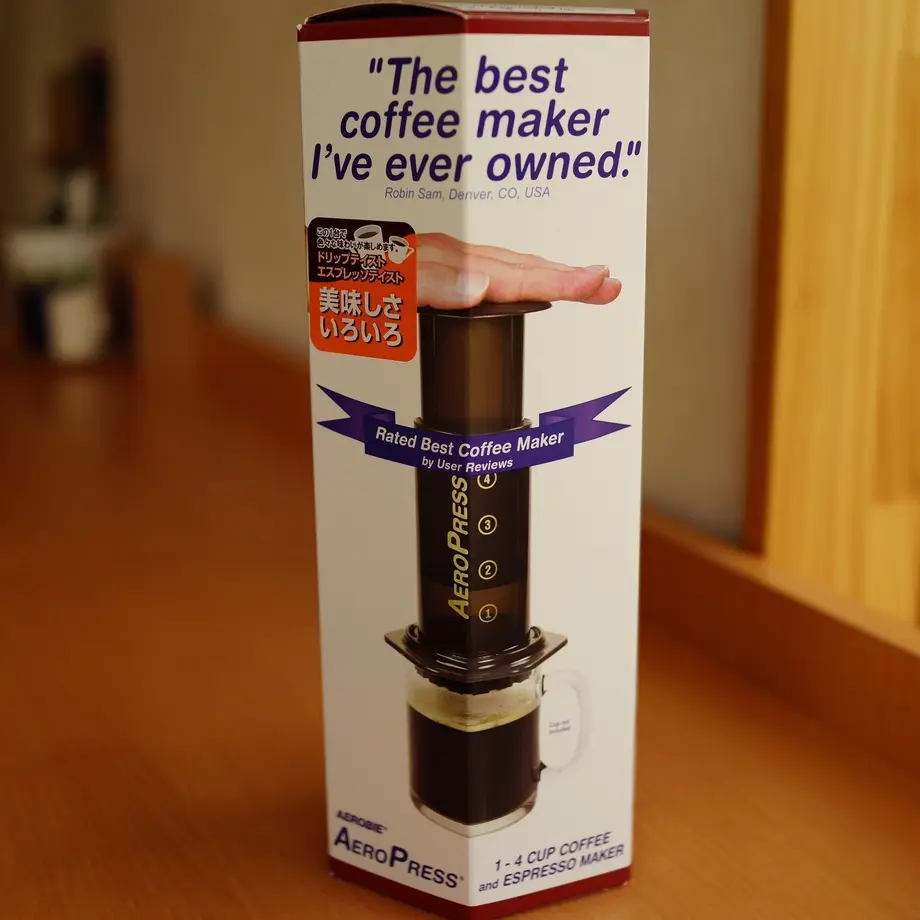 "The best
coffee maker
I've ever owned."
Robin Sam, Denver, CO, USA
この1台で
色々な味わいが楽しめます。
ドリップテイスト
エスプレッソテイスト
美味しさ
いろいろ
Rated Best Coffee Maker
by User Reviews
4
3
2
1
AEROPRESS
Cup not
included
AEROBIE®
AEROPRESS®
1 - 4 CUP COFFEE
and ESPRESSO MAKER